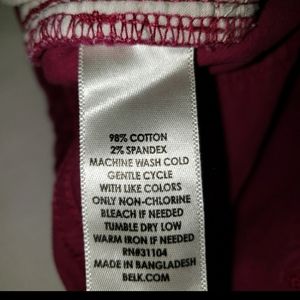 98% COTTON
2% SPANDEX
MACHINE WASH COLD
GENTLE CYCLE
WITH LIKE COLORS
ONLY NON-CHLORINE
BLEACH IF NEEDED
TUMBLE DRY LOW
WARM IRON IF NEEDED
RN#31104
MADE IN BANGLADESH
BELK.COM